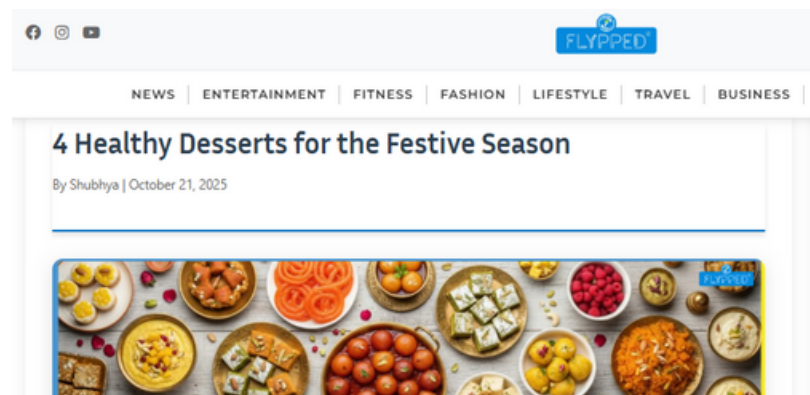 FLYPPED
NEWS ENTERTAINMENT FITNESS FASHION LIFESTYLE TRAVEL BUSINESS
4 Healthy Desserts for the Festive Season
By Shubhya | October 21, 2025
FLYPPED